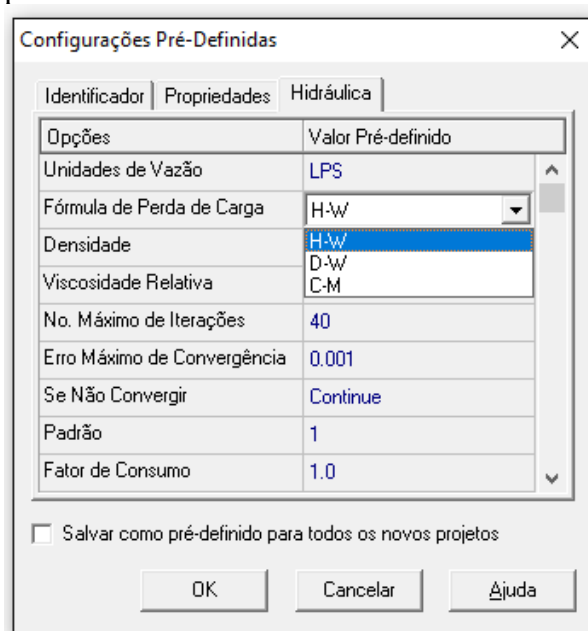 Configurações Pré-Definidas
Identificador Propriedades Hidráulica
Opções Valor Pré-definido
Unidades de Vazão LPS
Fórmula de Perda de Carga H-W
Densidade H-W
D-W
Viscosidade Relativa C-M
No. Máximo de Iterações 40
Erro Máximo de Convergência 0.001
Se Não Convergir Continue
Padrão 1
Fator de Consumo 1.0
Salvar como pré-definido para todos os novos projetos
OK Cancelar Ajuda